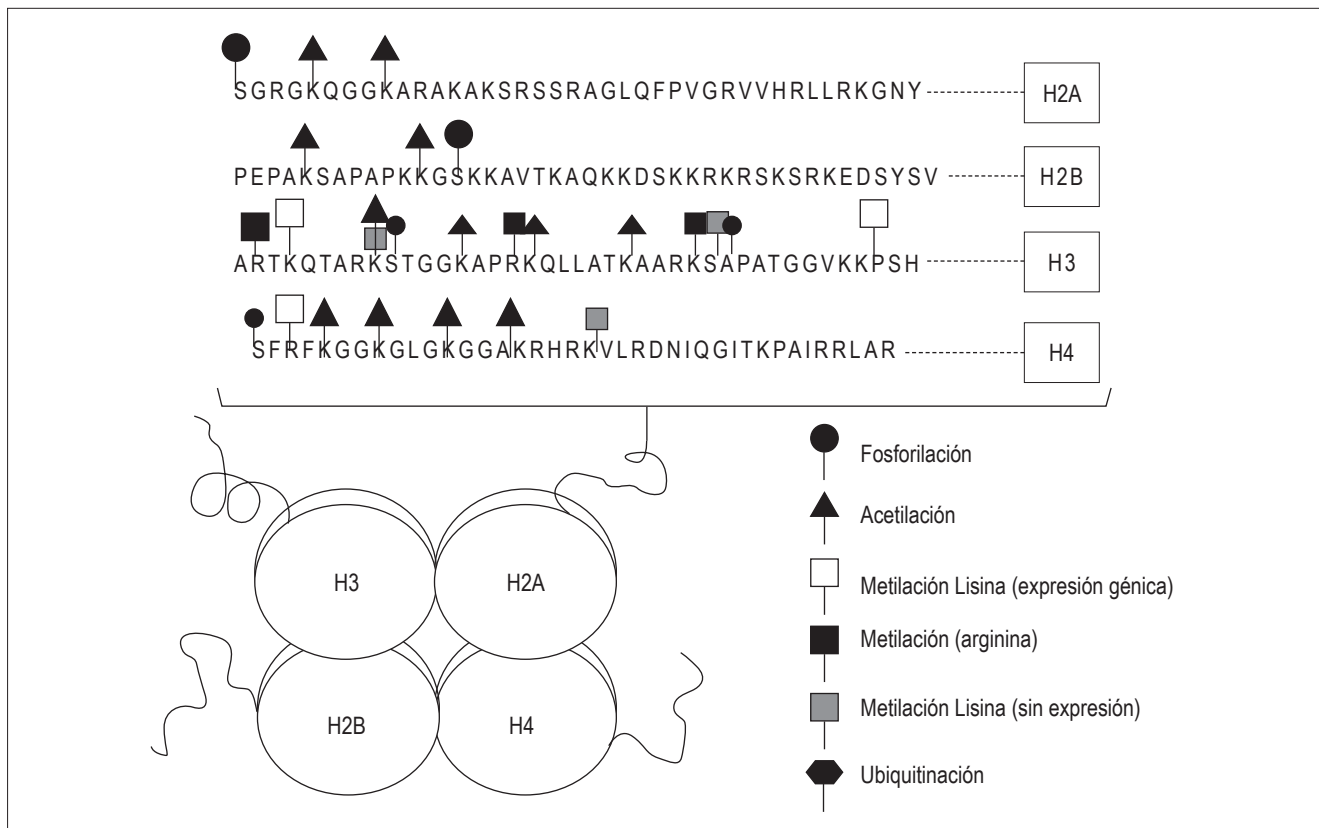 SGRGKQGGKARAKAKSRSSRAGLQFPVGRVVHRLLRKGNY
H2A
PEPAKSAPAPKKGSKKAVTKAQKKDSKKRKRSKSRKEDSYSV
H2B
ARTKQTARKSTGGKAPRKQLLATKAARKSAPATGGVKKPSH
H3
SFRFKGGKGLGKGGAKRHRKVLRDNIQGITKPAIRRLAR
H4
Fosforilación
Acetilación
Metilación Lisina (expresión génica)
Metilación (arginina)
Metilación Lisina (sin expresión)
Ubiquitinación
H3
H2A
H2B
H4